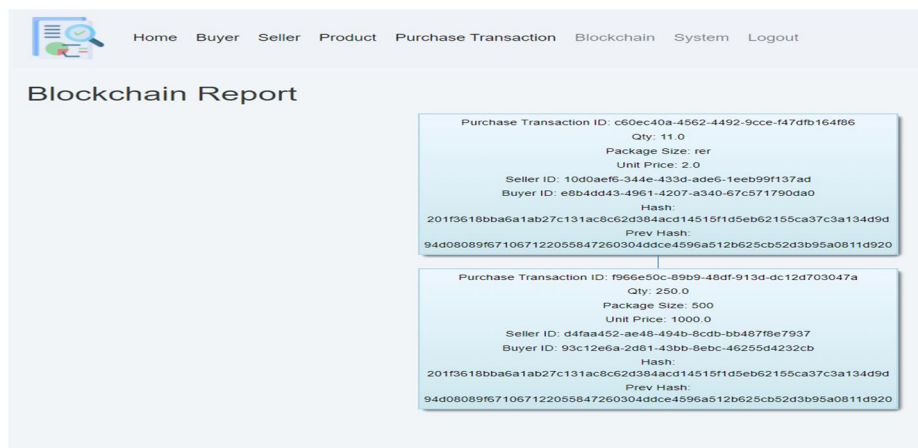 Home Buyer Seller Product Purchase Transaction Blockchain System Logout
Blockchain Report
Purchase Transaction ID: c60ec40a-4562-4492-9cce-f47dfb164f86
Qty: 11.0
Package Size: rer
Unit Price: 2.0
Seller ID: 10d0aef6-344e-433d-ade6-1eeb99f137ad
Buyer ID: e8b4dd43-4961-4207-a340-67c571790da0
Hash:
201f3618bba6a1ab27c131ac8c62d384acd14515f1d5eb62155ca37c3a134d9d
Prev Hash:
94d08089f671067122055847260304ddce4596a512b625cb52d3b95a0811d920
Purchase Transaction ID: f966e50c-89b9-48df-913d-dc12d703047a
Qty: 250.0
Package Size: 500
Unit Price: 1000.0
Seller ID: d4faa452-ae48-494b-8cdb-bb487f8e7937
Buyer ID: 93c12e6a-2d81-43bb-8ebc-46255d4232cb
Hash:
201f3618bba6a1ab27c131ac8c62d384acd14515f1d5eb62155ca37c3a134d9d
Prev Hash:
94d08089f671067122055847260304ddce4596a512b625cb52d3b95a0811d920